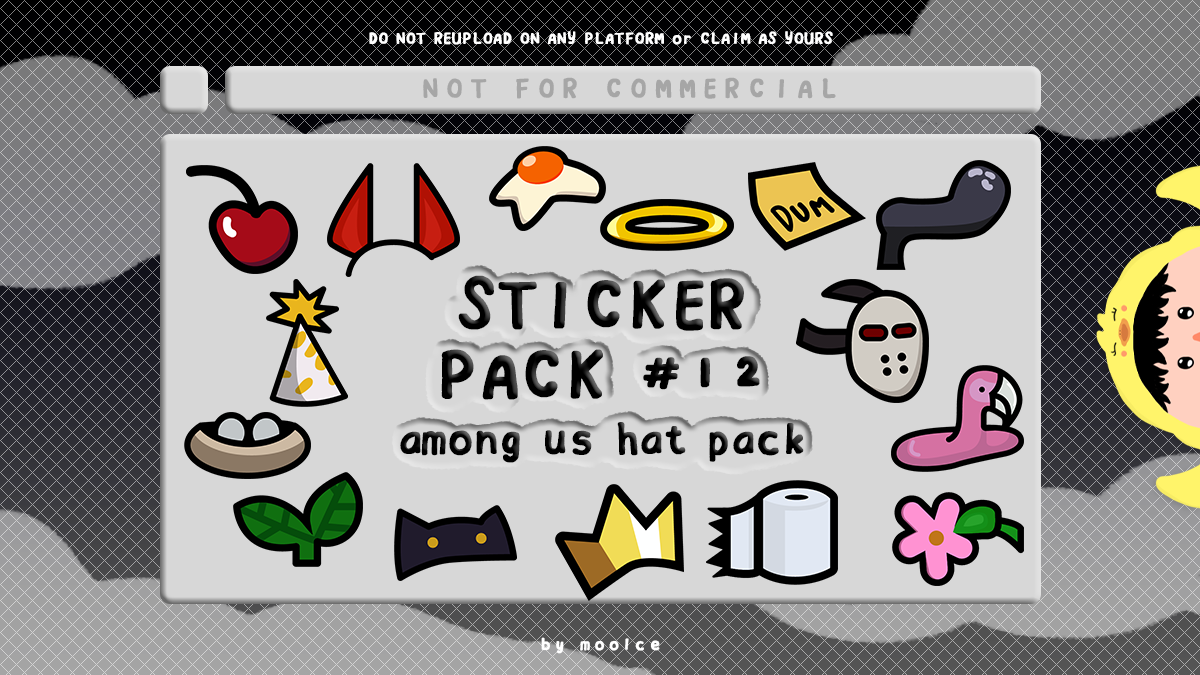 DO NOT REUPLOAD ON ANY PLATFORM or CLAIM AS YOURS
NOT FOR COMMERCIAL
DUM
STICKER
PACK #12
among us hat pack
by moolce